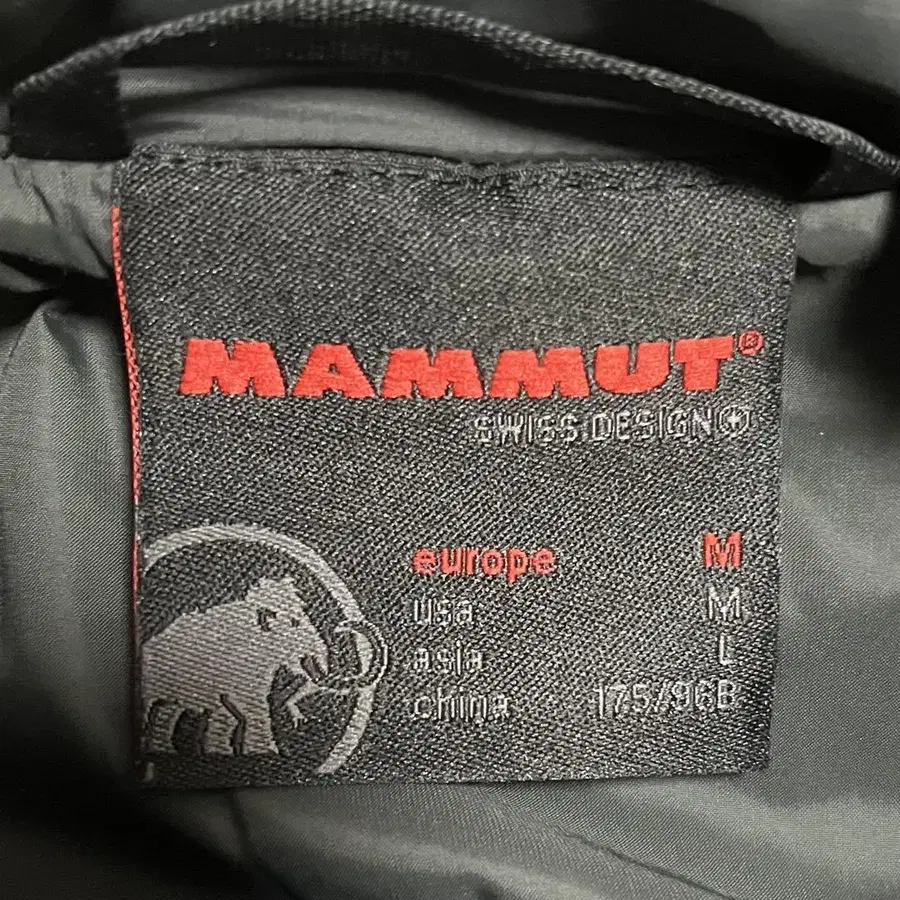 MAMMUT®
SWISS DESIGN
europe M
usa M
asia L
china 175/96B